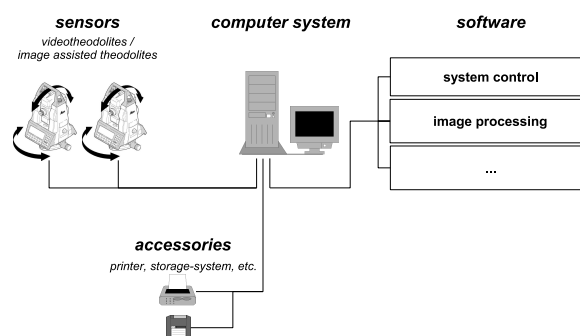 sensors
computer system
software
videotheodolites /
image assisted theodolites
system control
image processing
...
accessories
printer, storage-system, etc.